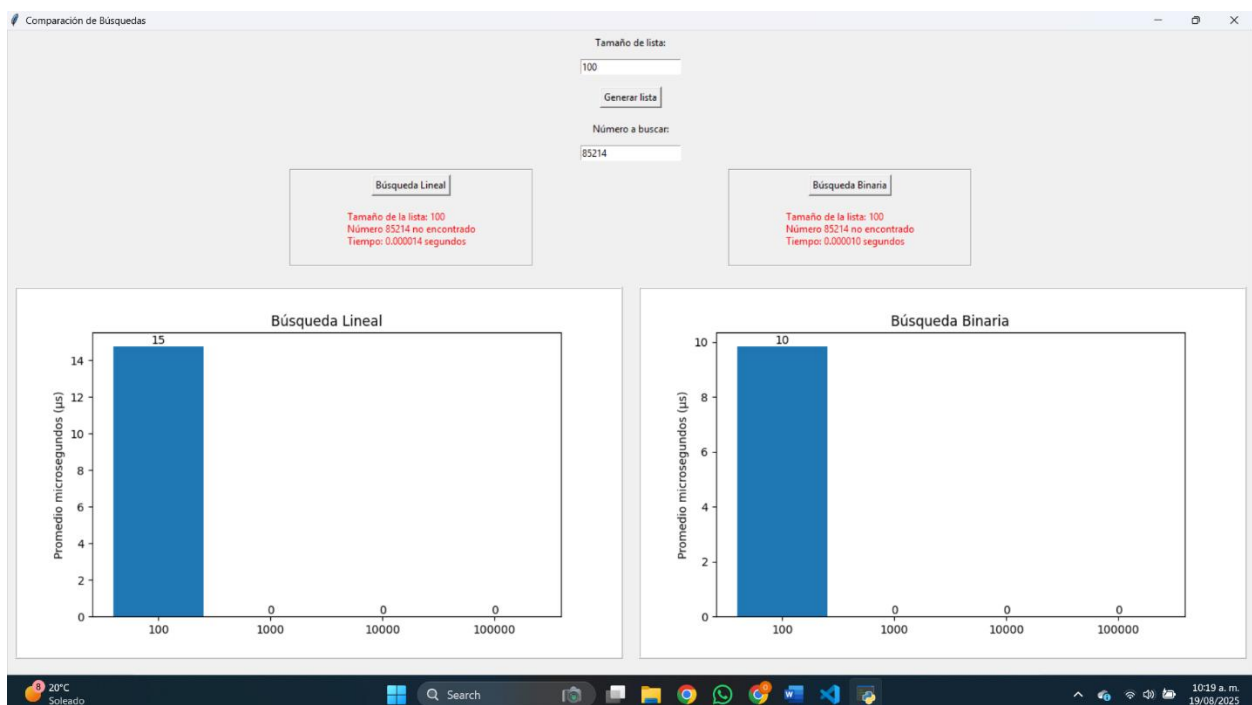 Comparación de Búsquedas
Tamaño de lista:
100
Generar lista
Número a buscar:
85214
Búsqueda Lineal
Tamaño de la lista: 100
Número 85214 no encontrado
Tiempo: 0.000014 segundos
Búsqueda Binaria
Tamaño de la lista: 100
Número 85214 no encontrado
Tiempo: 0.000010 segundos
Búsqueda Lineal
15
14
12
10
8
6
4
2
0
Promedio microsegundos (µs)
0
0
0
100
1000
10000
100000
Búsqueda Binaria
10
10
8
6
4
2
0
Promedio microsegundos (µs)
0
0
0
100
1000
10000
100000
8
20°C
Soleado
Search
10:19 a. m.
19/08/2025